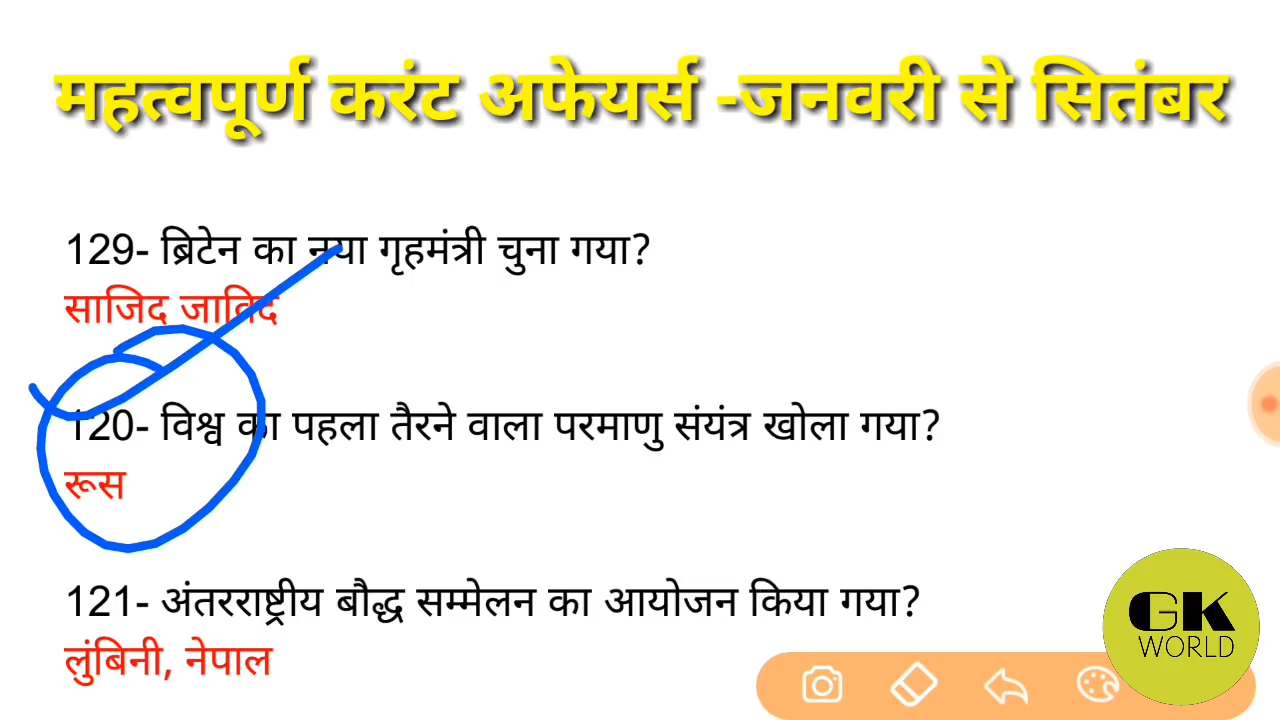 महत्वपूर्ण करंट अफेयर्स -जनवरी से सितंबर
129- ब्रिटेन का नया गृहमंत्री चुना गया?
साजिद जाविद
120- विश्व का पहला तैरने वाला परमाणु संयंत्र खोला गया?
रूस
121- अंतरराष्ट्रीय बौद्ध सम्मेलन का आयोजन किया गया?
लुंबिनी, नेपाल
GK
WORLD